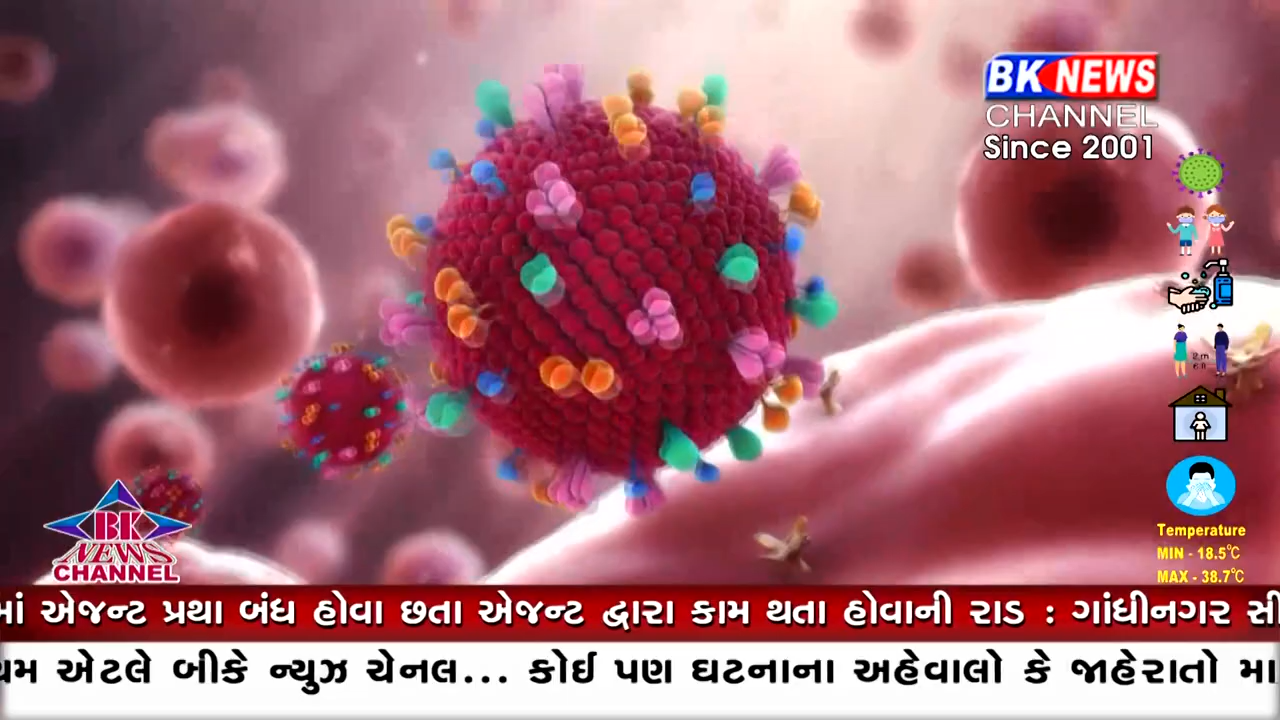 BK NEWS
CHANNEL
Since 2001
2 m
Temperature
MIN - 18.5℃
MAX - 38.7℃
BK
NEWS
CHANNEL
એજન્ટ પ્રથા બંધ હોવા છતા એજન્ટ દ્વારા કામ થતા હોવાની રાડ : ગાંધીનગર
એટલે બીકે ન્યુઝ ચેનલ... કોઈ પણ ઘટનાના અહેવાલો કે જાહેરાતો